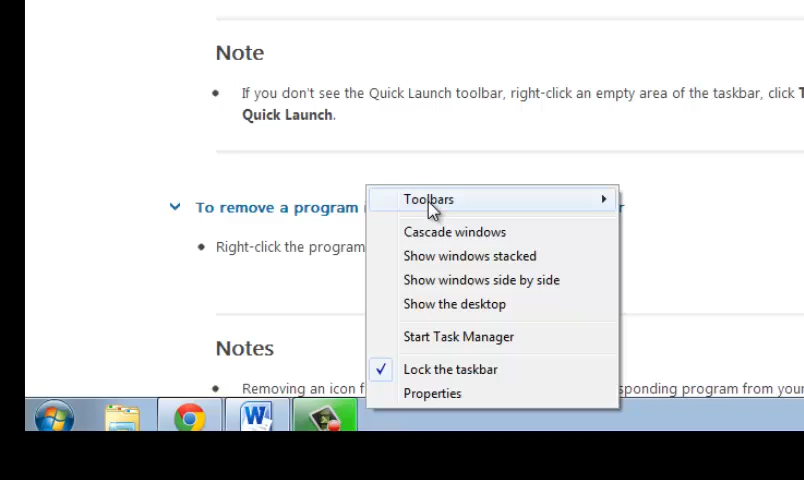 Note
If you don't see the Quick Launch toolbar, right-click an empty area of the taskbar, click
Quick Launch.
To remove a program
Right-click the program
Toolbars
Cascade windows
Show windows stacked
Show windows side by side
Show the desktop
Start Task Manager
Lock the taskbar
Properties
Notes
Removing an icon f
sponding program from your
W